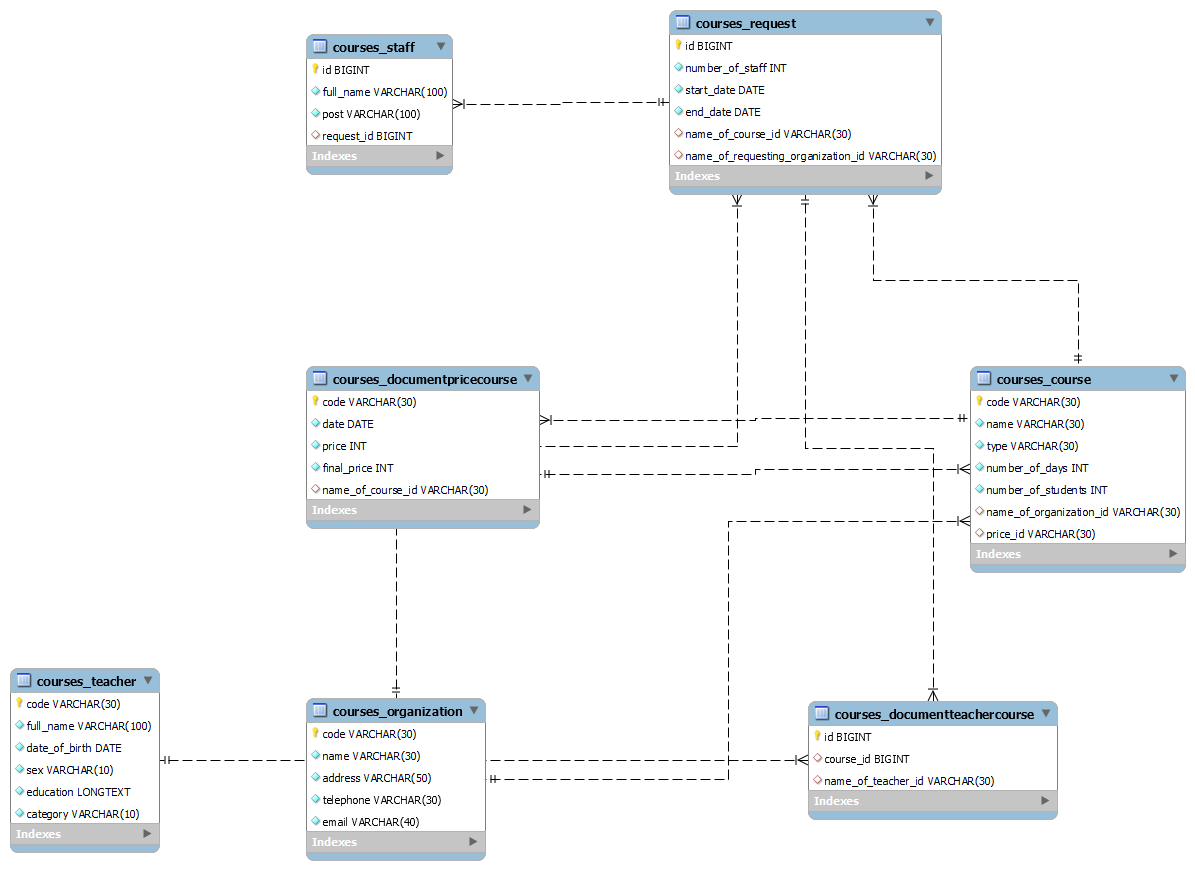 courses_staff
id BIGINT
full_name VARCHAR(100)
post VARCHAR(100)
request_id BIGINT
Indexes
courses_request
id BIGINT
number_of_staff INT
start_date DATE
end_date DATE
name_of_course_id VARCHAR(30)
name_of_requesting_organization_id VARCHAR(30)
Indexes
courses_documentpricecourse
code VARCHAR(30)
date DATE
price INT
final_price INT
name_of_course_id VARCHAR(30)
Indexes
courses_course
code VARCHAR(30)
name VARCHAR(30)
type VARCHAR(30)
number_of_days INT
number_of_students INT
name_of_organization_id VARCHAR(30)
price_id VARCHAR(30)
Indexes
courses_teacher
code VARCHAR(30)
full_name VARCHAR(100)
date_of_birth DATE
sex VARCHAR(10)
education LONGTEXT
category VARCHAR(10)
Indexes
courses_organization
code VARCHAR(30)
name VARCHAR(30)
address VARCHAR(50)
telephone VARCHAR(30)
email VARCHAR(40)
Indexes
courses_documentteachercourse
id BIGINT
course_id BIGINT
name_of_teacher_id VARCHAR(30)
Indexes